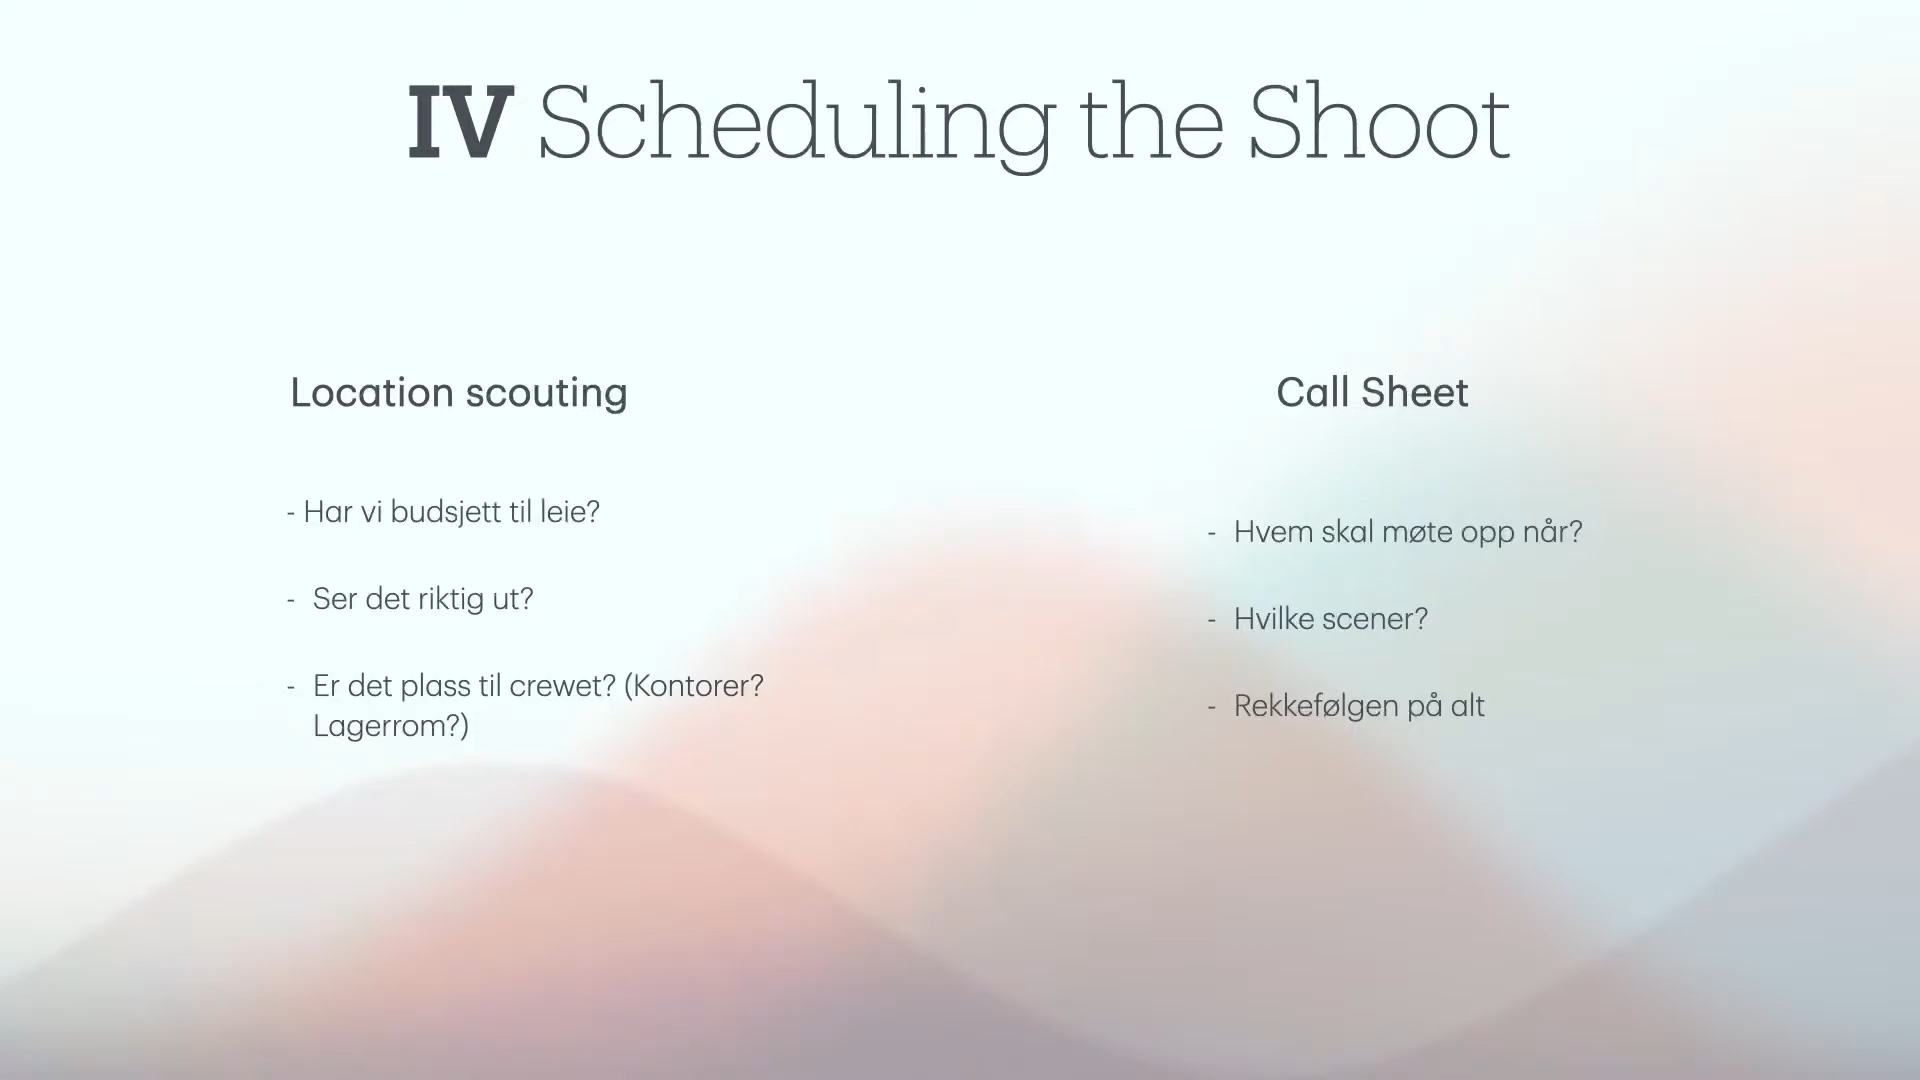 IV Scheduling the Shoot
Location scouting
- Har vi budsjett til leie?
- Ser det riktig ut?
- Er det plass til crewet? (Kontorer?
Lagerrom?)
Call Sheet
- Hvem skal møte opp når?
- Hvilke scener?
- Rekkefølgen på alt